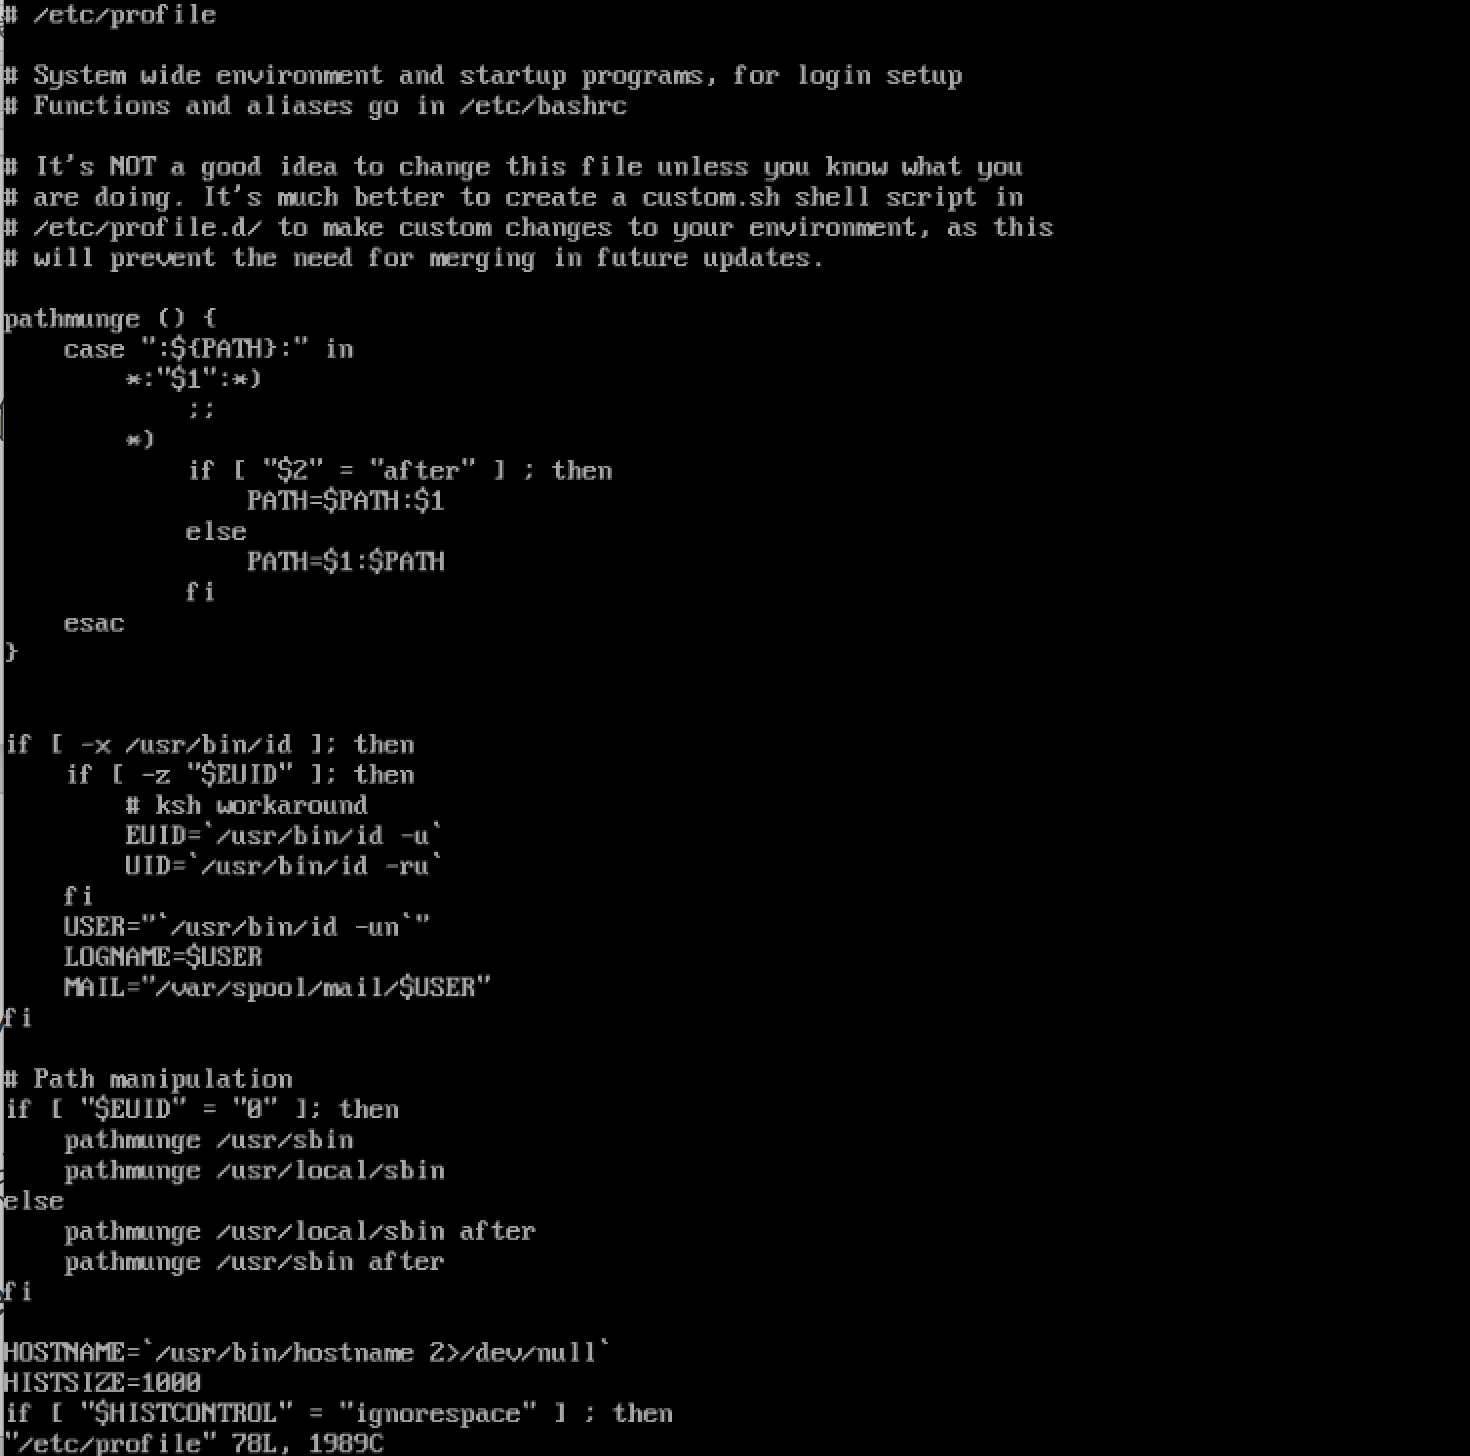 # /etc/profile
# System wide environment and startup programs, for login setup
# Functions and aliases go in /etc/bashrc
# It's NOT a good idea to change this file unless you know what you
# are doing. It's much better to create a custom.sh shell script in
# /etc/profile.d/ to make custom changes to your environment, as this
# will prevent the need for merging in future updates.
pathmunge () {
    case ":${PATH}:" in
        *:"$1":*)
            ;;
        *)
            if [ "$2" = "after" ] ; then
                PATH=$PATH:$1
            else
                PATH=$1:$PATH
            fi
    esac
}
if [ -x /usr/bin/id ]; then
    if [ -z "$EUID" ]; then
        # ksh workaround
        EUID=`/usr/bin/id -u`
        UID=`/usr/bin/id -ru`
    fi
    USER="`/usr/bin/id -un`"
    LOGNAME=$USER
    MAIL="/var/spool/mail/$USER"
fi
# Path manipulation
if [ "$EUID" = "0" ]; then
    pathmunge /usr/sbin
    pathmunge /usr/local/sbin
else
    pathmunge /usr/local/sbin after
    pathmunge /usr/sbin after
fi
HOSTNAME=`/usr/bin/hostname 2>/dev/null`
HISTSIZE=1000
if [ "$HISTCONTROL" = "ignorespace" ] ; then
"/etc/profile" 78L, 1989C